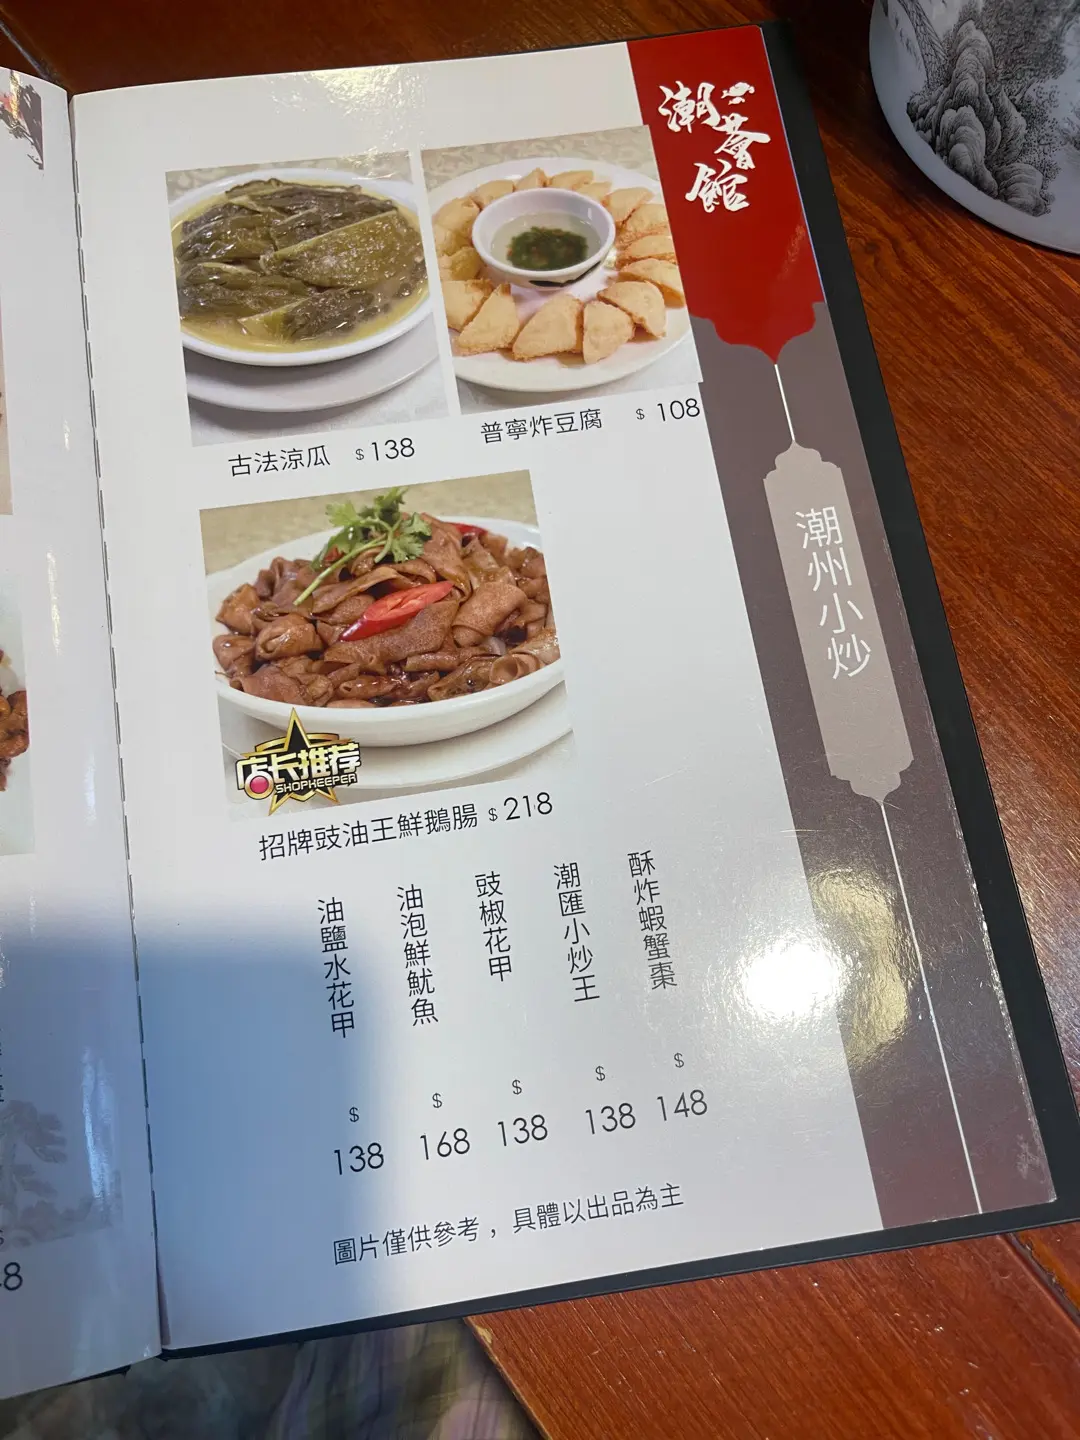 潮薈館
潮州小炒
古法涼瓜 $138
普寧炸豆腐 $108
店长推荐
SHOPKEEPER
招牌豉油王鮮鵝腸 $218
酥炸蝦蟹棗 $148
潮匯小炒王 $138
豉椒花甲 $138
油泡鮮魷魚 $168
油鹽水花甲 $138
圖片僅供參考，具體以出品為主